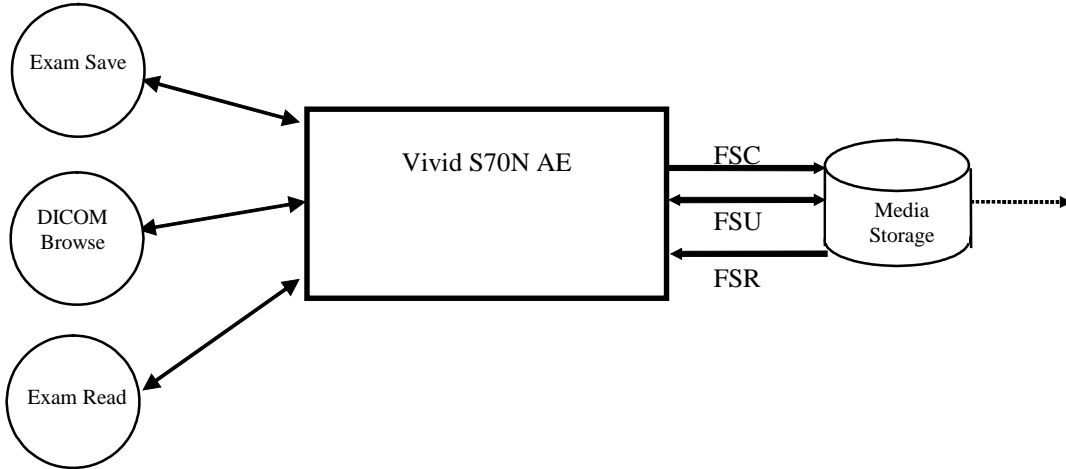 Exam Save
DICOM
Browse
Exam Read
Vivid S70N AE
FSC
FSU
FSR
Media
Storage